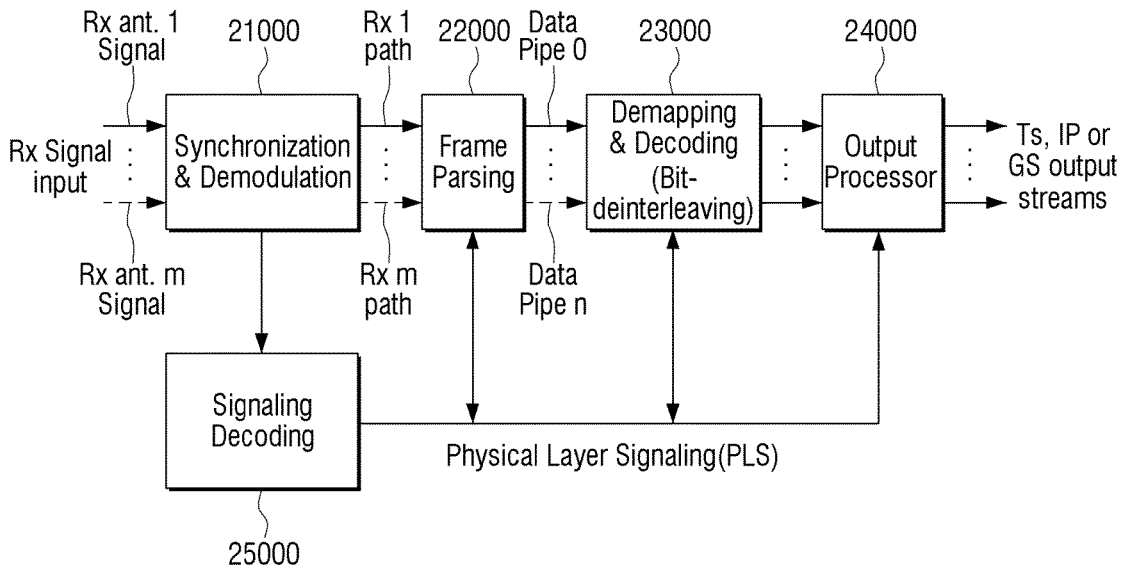 Rx ant. 1
Signal
21000
Rx 1
path
22000
Data
Pipe 0
23000
24000
Rx Signal
input
Synchronization
& Demodulation
Frame
Parsing
Demapping
& Decoding
(Bit-
deinterleaving)
Output
Processor
Ts, IP or
GS output
streams
Rx ant. m
Signal
Rx m
path
Data
Pipe n
Signaling
Decoding
Physical Layer Signaling(PLS)
25000